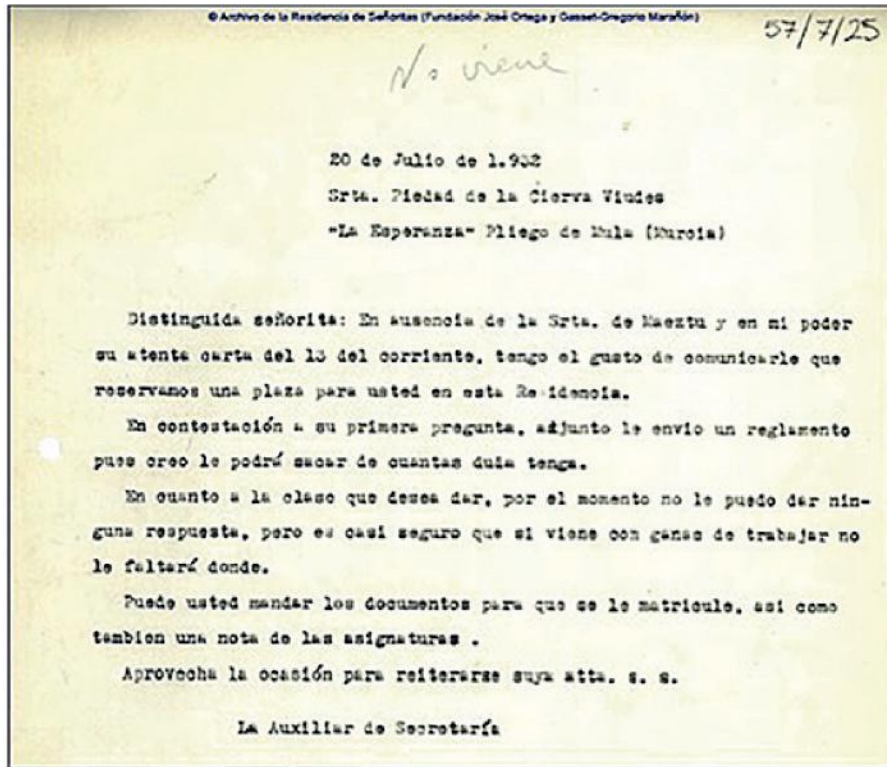 © Archivo de la Residencia de Señoritas (Fundación José Ortega y Gasset-Gregorio Marañón)
57/7/25
No viene
20 de Julio de 1.932
Srta. Piedad de la Cierva Viudes
"La Esperanza" Pliego de Mula (Murcia)
Distinguida señorita: En ausencia de la Srta. de Maeztu y en mi poder
su atenta carta del 13 del corriente, tengo el gusto de comunicarle que
reservamos una plaza para usted en esta Residencia.
En contestación a su primera pregunta, adjunto le envio un reglamento
pues creo le podrá sacar de cuantas duda tenga.
En cuanto a la clase que desea dar, por el momento no le puedo dar nin-
guna respuesta, pero es casi seguro que si viene con ganas de trabajar no
le faltará donde.
Puede usted mandar los documentos para que se le matricule, asi como
tambien una nota de las asignaturas .
Aprovecha la ocasión para reiterarse suya atta. s. s.
La Auxiliar de Secretaría